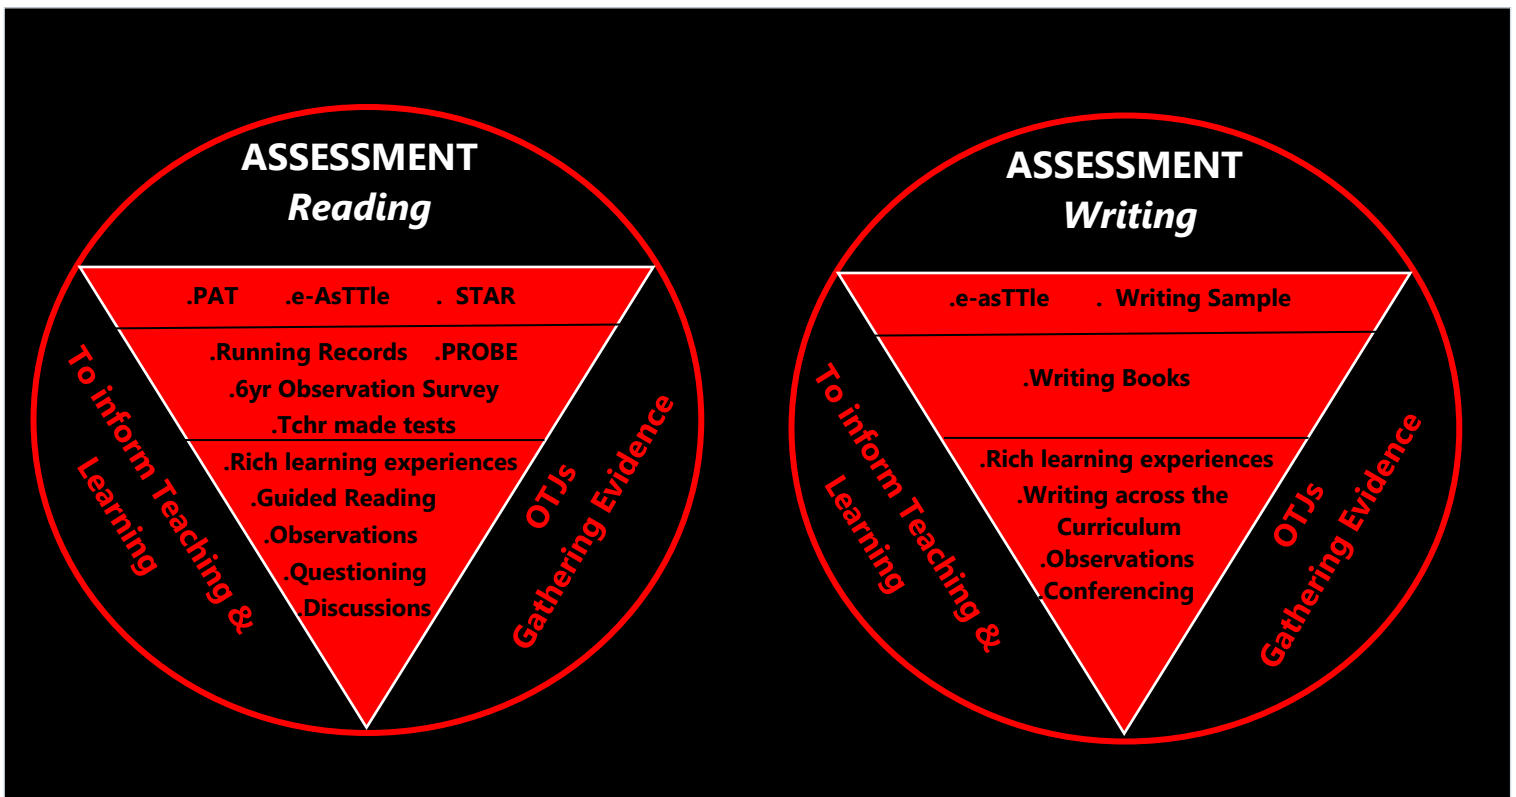 ASSESSMENT
Reading
.PAT .e-AsTTle . STAR
.Running Records .PROBE
.6yr Observation Survey
.Tchr made tests
.Rich learning experiences
.Guided Reading
.Observations
.Questioning
.Discussions
To inform Teaching &
Learning
OTJs
Gathering Evidence
ASSESSMENT
Writing
.e-asTTle . Writing Sample
.Writing Books
.Rich learning experiences
.Writing across the
Curriculum
.Observations
.Conferencing
To inform Teaching &
Learning
OTJs
Gathering Evidence